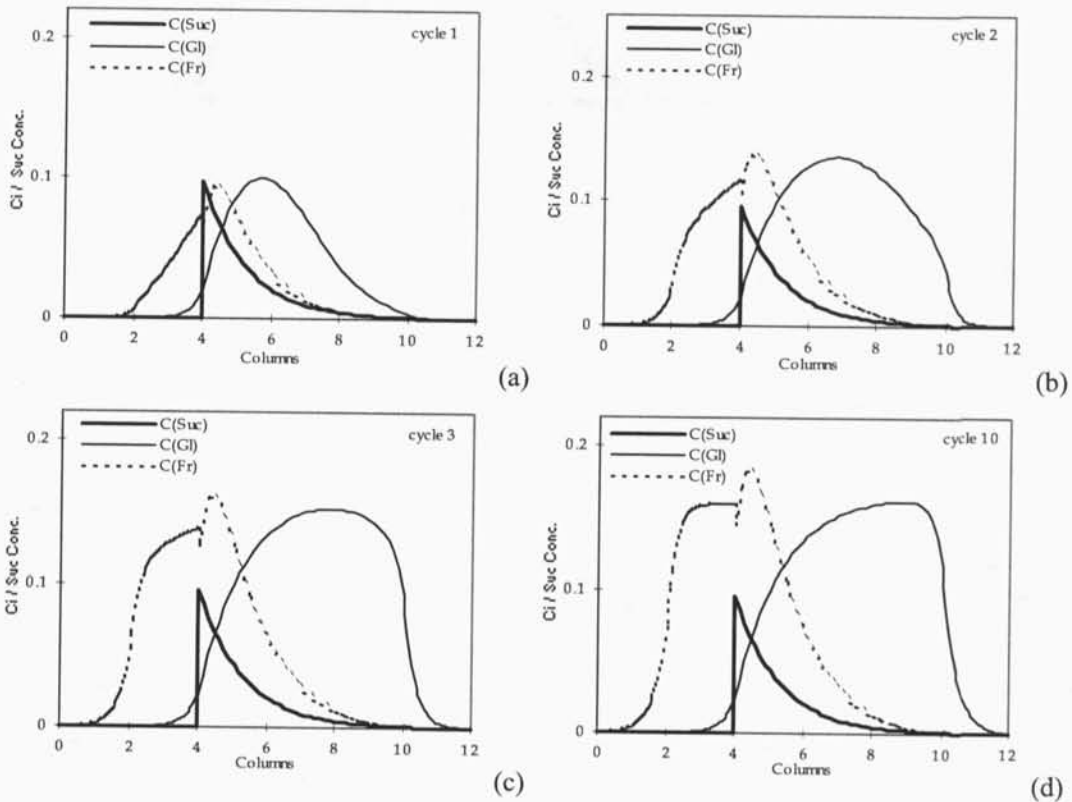 0.2
C(Suc)
cycle 1
C(Gl)
C(Fr)
Ci / Suc Conc.
0.1
0
0 2 4 6 8 10 12
Columns
(a)
C(Suc)
cycle 2
C(Gl)
0.2
C(Fr)
Ci / Suc Conc.
0.1
0
0 2 4 6 8 10 12
Columns
(b)
C(Suc)
0.2
cycle 3
C(Gl)
C(Fr)
Ci / Suc Conc.
0.1
0
0 2 4 6 8 10 12
Columns
(c)
C(Suc)
0.2
cycle 10
C(Gl)
C(Fr)
Ci / Suc Conc.
0.1
0
0 2 4 6 8 10 12
Columns
(d)